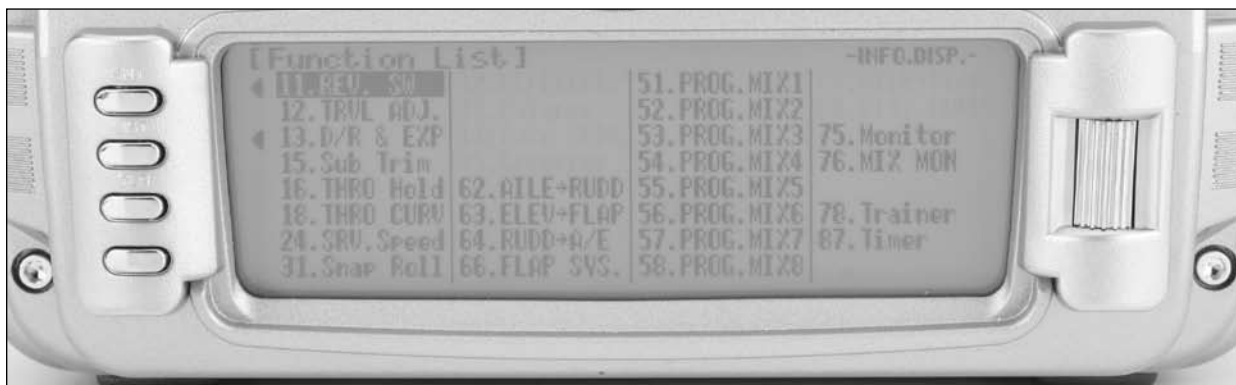 [Function List] -INFO.DISP.-
11.REV. SW
12.TRVL ADJ.
13.D/R & EXP
15.Sub Trim
16.THRO Hold
18.THRO CURV
24.SRV.Speed
31.Snap Roll
62.AILE→RUDD
63.ELEV→FLAP
64.RUDD→A/E
66.FLAP SYS.
51.PROG.MIX1
52.PROG.MIX2
53.PROG.MIX3
54.PROG.MIX4
55.PROG.MIX5
56.PROG.MIX6
57.PROG.MIX7
58.PROG.MIX8
75.Monitor
76.MIX MON
78.Trainer
87.Timer